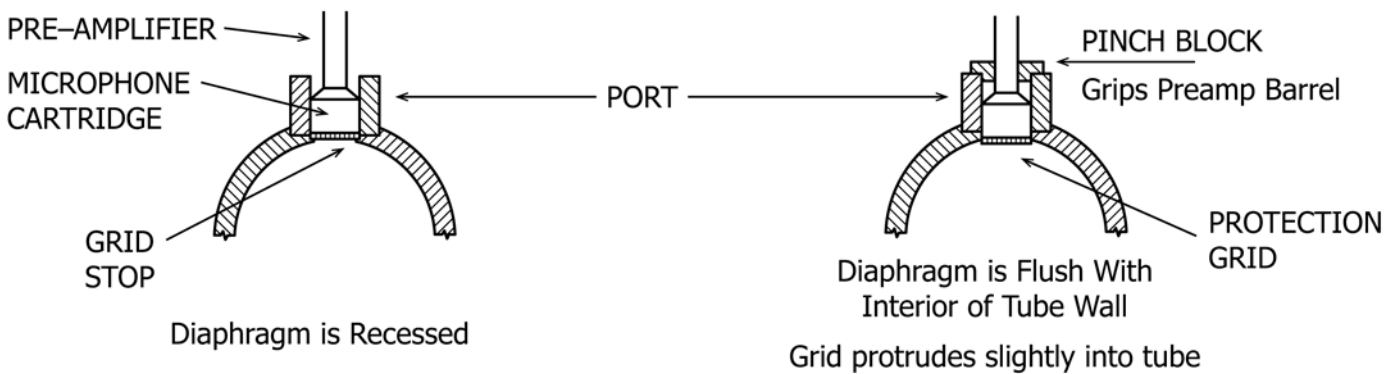 PRE–AMPLIFIER
MICROPHONE
CARTRIDGE
GRID
STOP
Diaphragm is Recessed
PORT
PINCH BLOCK
Grips Preamp Barrel
PROTECTION
GRID
Diaphragm is Flush With
Interior of Tube Wall
Grid protrudes slightly into tube